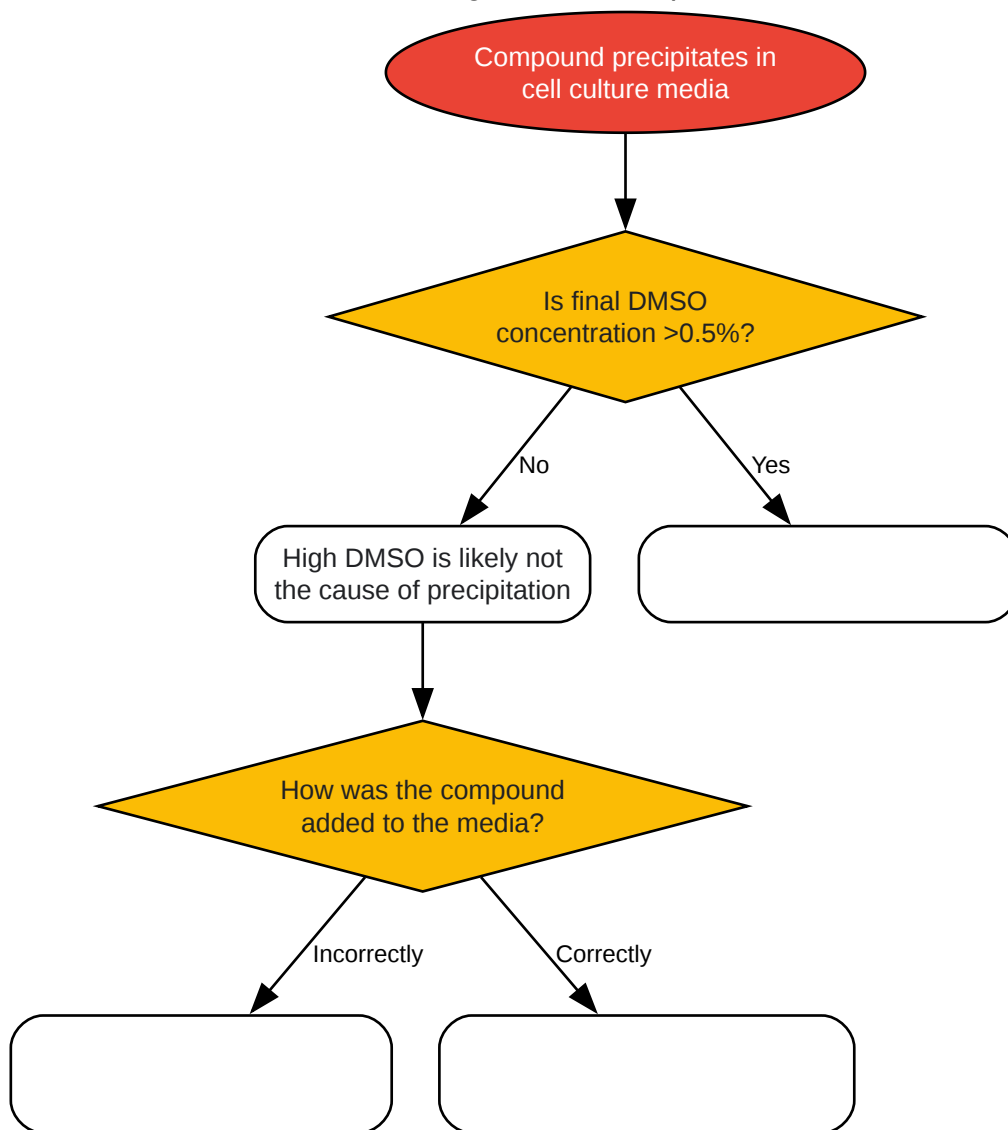 Compound precipitates in
cell culture media
Is final DMSO
concentration >0.5%?
No
Yes
High DMSO is likely not
the cause of precipitation
How was the compound
added to the media?
Incorrectly
Correctly